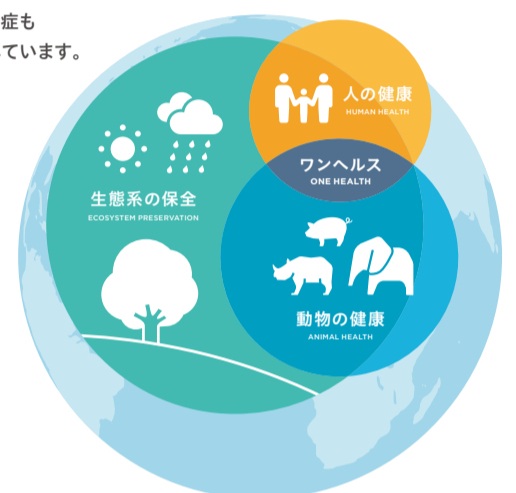 症も
ています。
人の健康
HUMAN HEALTH
ワンヘルス
ONE HEALTH
生態系の保全
ECOSYSTEM PRESERVATION
動物の健康
ANIMAL HEALTH